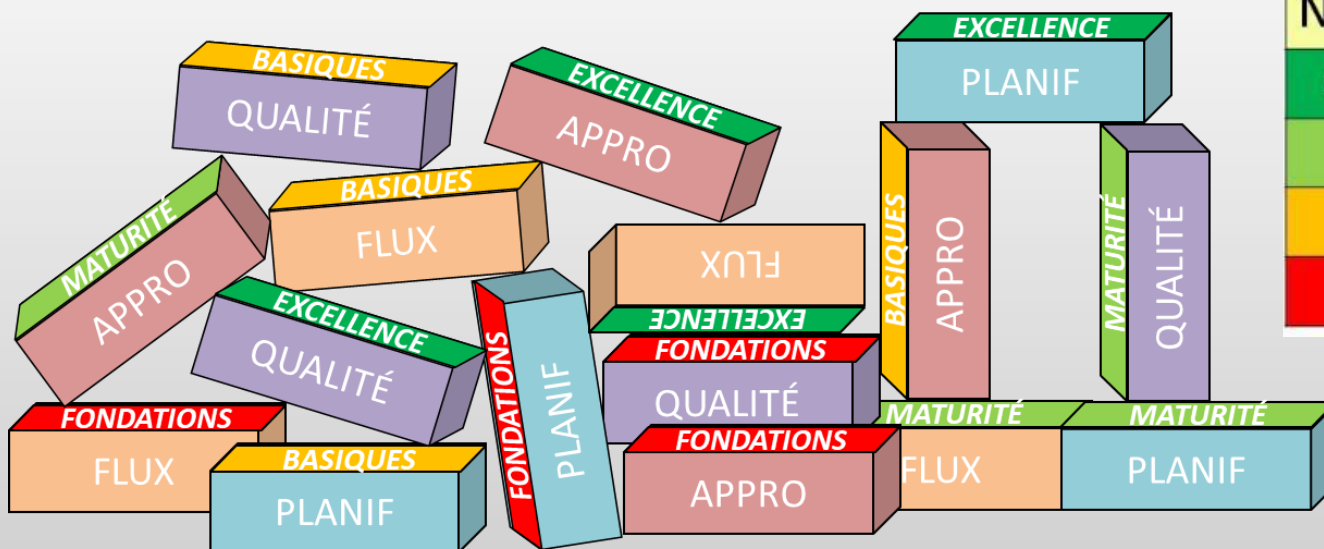 EXCELLENCE
PLANIF
BASIQUES
QUALITÉ
EXCELLENCE
APPRO
BASIQUES
FLUX
MATURITÉ
APPRO
FLUX
EXCELLENCE
BASIQUES
APPRO
MATURITÉ
QUALITÉ
EXCELLENCE
QUALITÉ
FONDATIONS
PLANIF
FONDATIONS
QUALITÉ
FONDATIONS
FLUX
BASIQUES
PLANIF
FONDATIONS
APPRO
MATURITÉ
FLUX
MATURITÉ
PLANIF